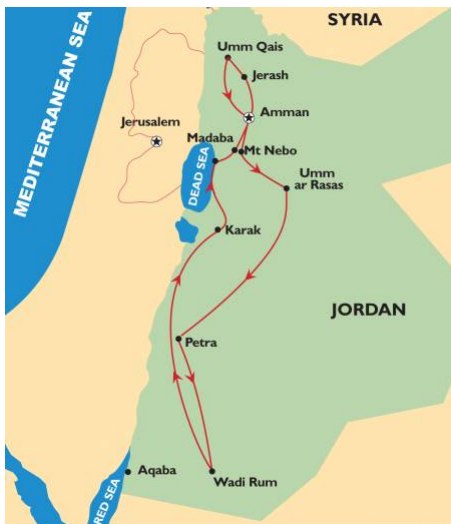 SYRIA
MEDITERRANEAN SEA
Umm Qais
Jerash
Amman
Jerusalem
Madaba
Mt Nebo
DEAD SEA
Umm
ar Rasas
Karak
JORDAN
Petra
Aqaba
Wadi Rum
RED SEA